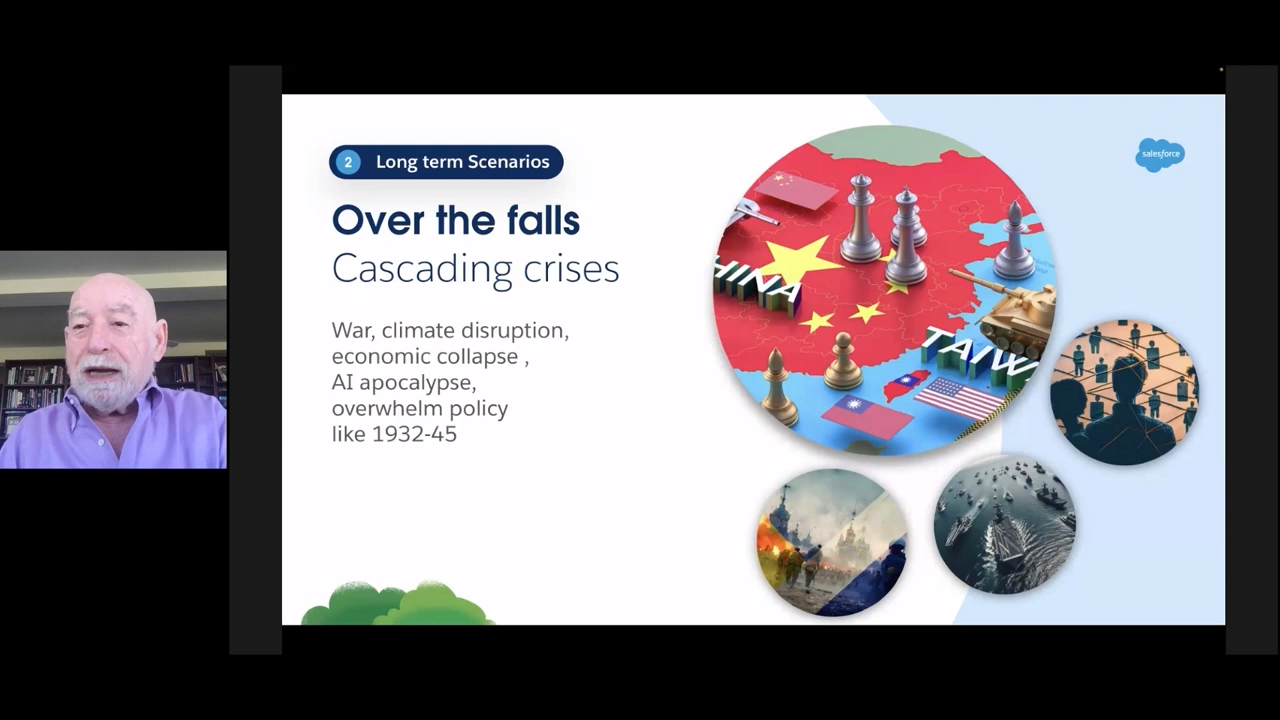 2 Long term Scenarios
salesforce
Over the falls
Cascading crises
War, climate disruption,
economic collapse ,
AI apocalypse,
overwhelm policy
like 1932-45
HINA
TAIW